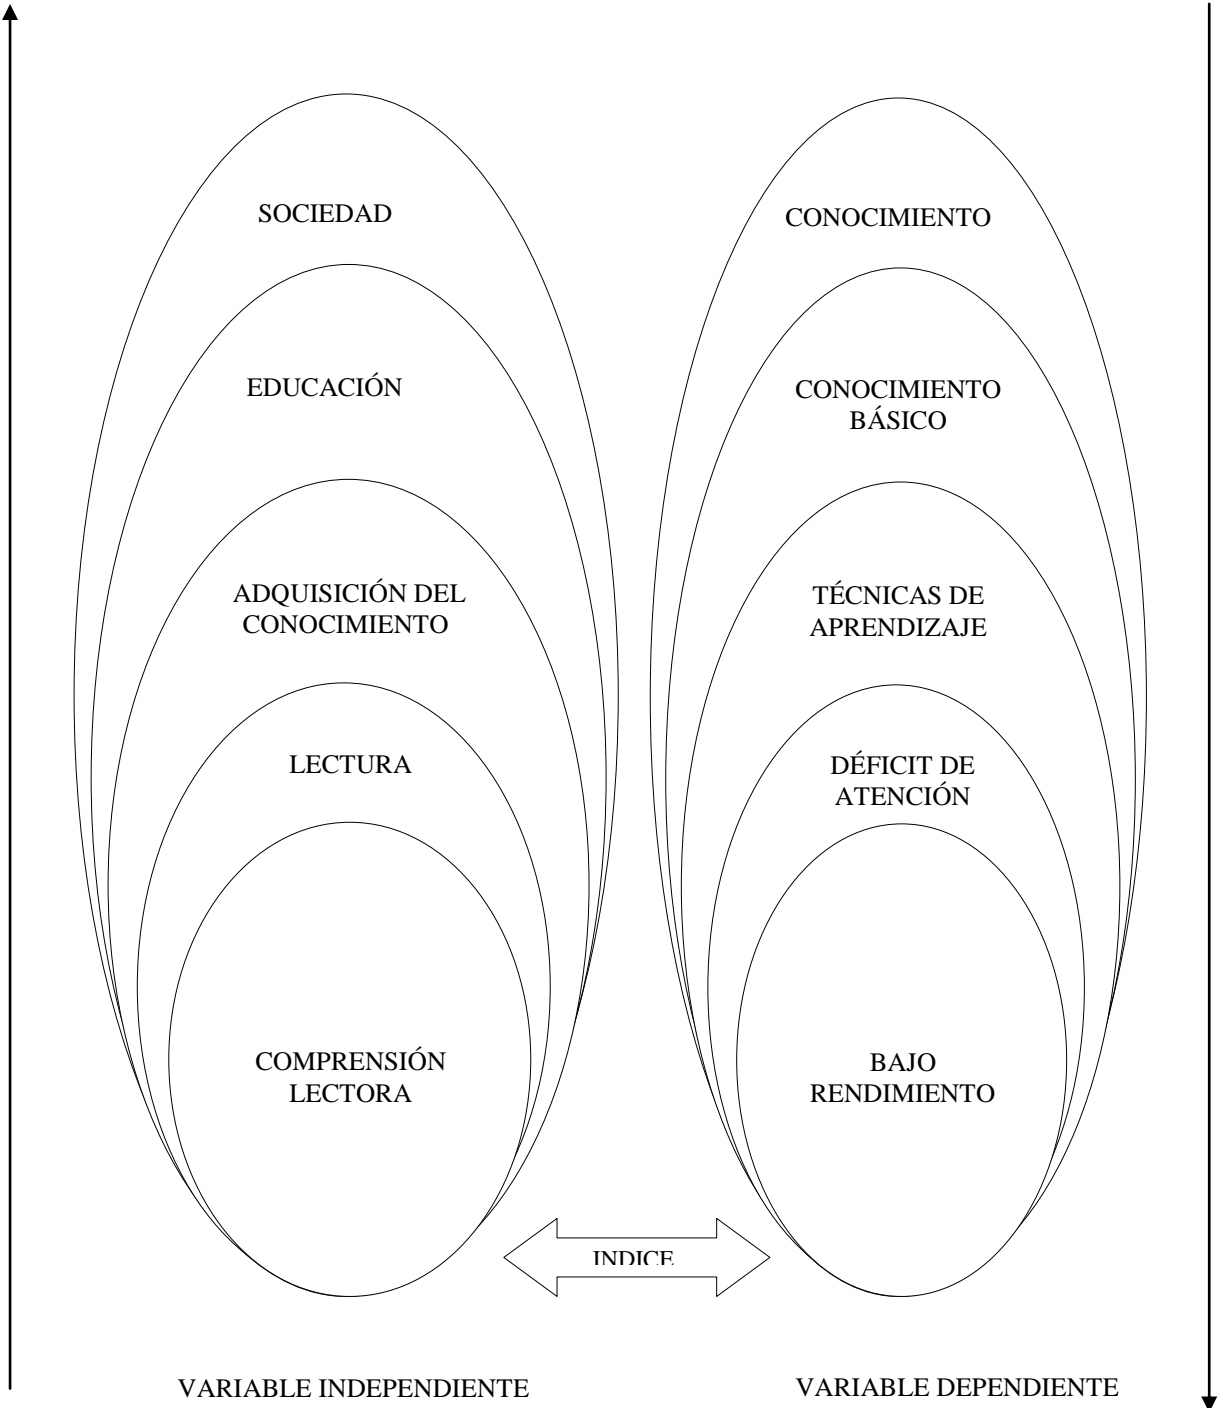 SOCIEDAD
EDUCACIÓN
ADQUISICIÓN DEL
CONOCIMIENTO
LECTURA
COMPRENSIÓN
LECTORA
CONOCIMIENTO
CONOCIMIENTO
BÁSICO
TÉCNICAS DE
APRENDIZAJE
DÉFICIT DE
ATENCIÓN
BAJO
RENDIMIENTO
INDICE
VARIABLE INDEPENDIENTE
VARIABLE DEPENDIENTE